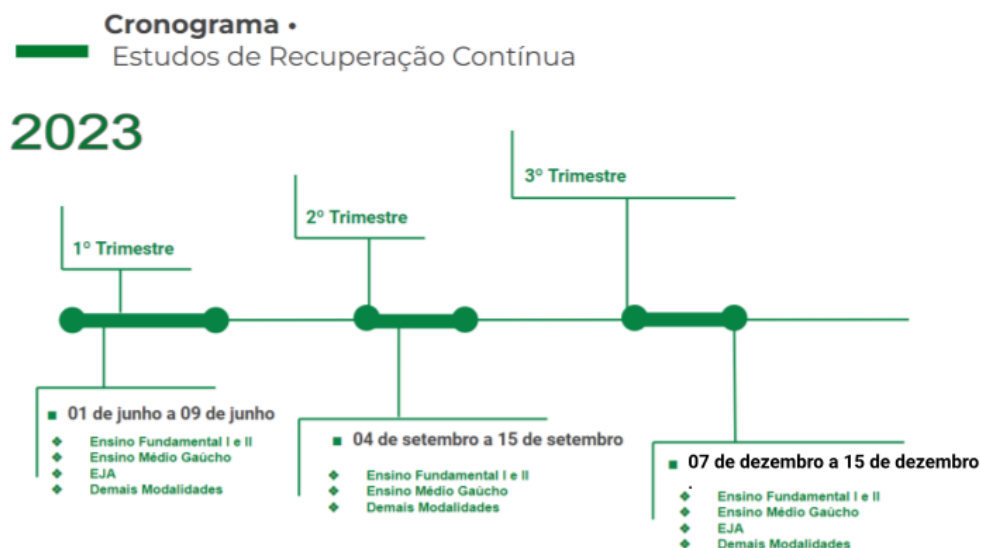 Cronograma •
Estudos de Recuperação Contínua
2023
1º Trimestre
01 de junho a 09 de junho
Ensino Fundamental I e II
Ensino Médio Gaúcho
EJA
Demais Modalidades
2º Trimestre
04 de setembro a 15 de setembro
Ensino Fundamental I e II
Ensino Médio Gaúcho
Demais Modalidades
3º Trimestre
07 de dezembro a 15 de dezembro
.
Ensino Fundamental I e II
Ensino Médio Gaúcho
EJA
Demais Modalidades